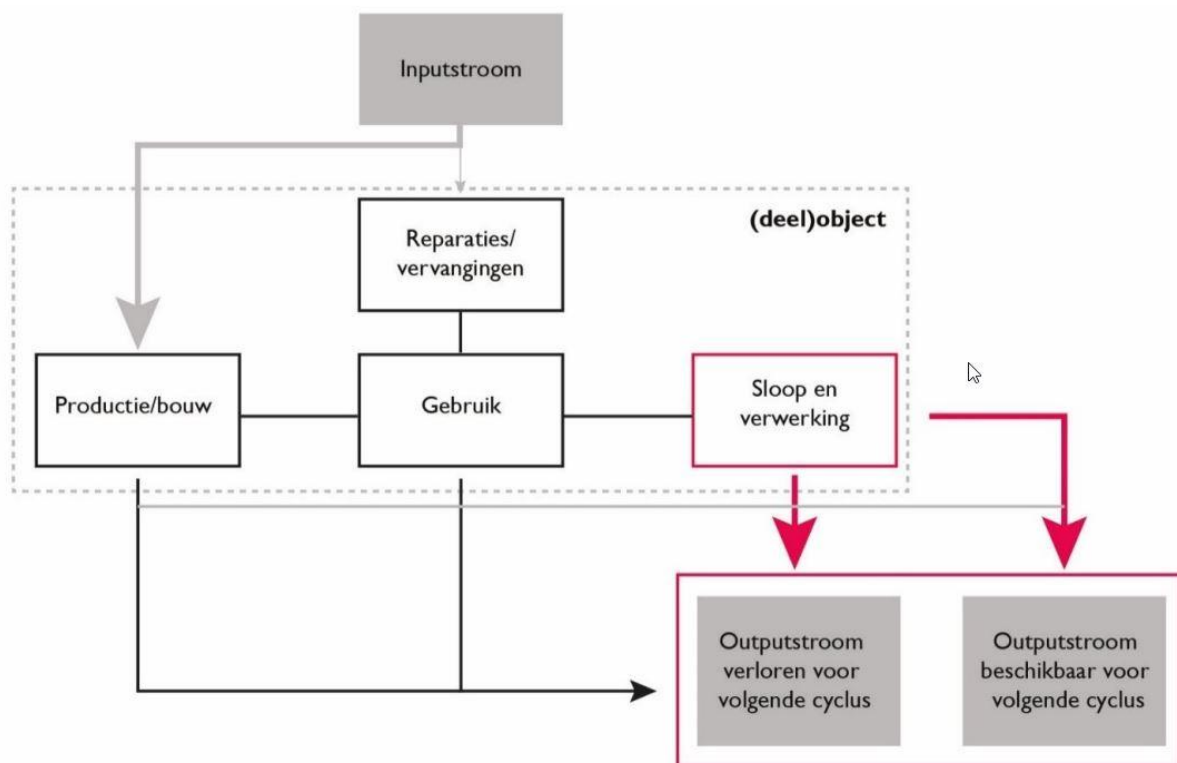 Inputstroom
(deel)object
Reparaties/
vervangingen
Productie/bouw
Gebruik
Sloop en
verwerking
Outputstroom
verloren voor
volgende cyclus
Outputstroom
beschikbaar voor
volgende cyclus